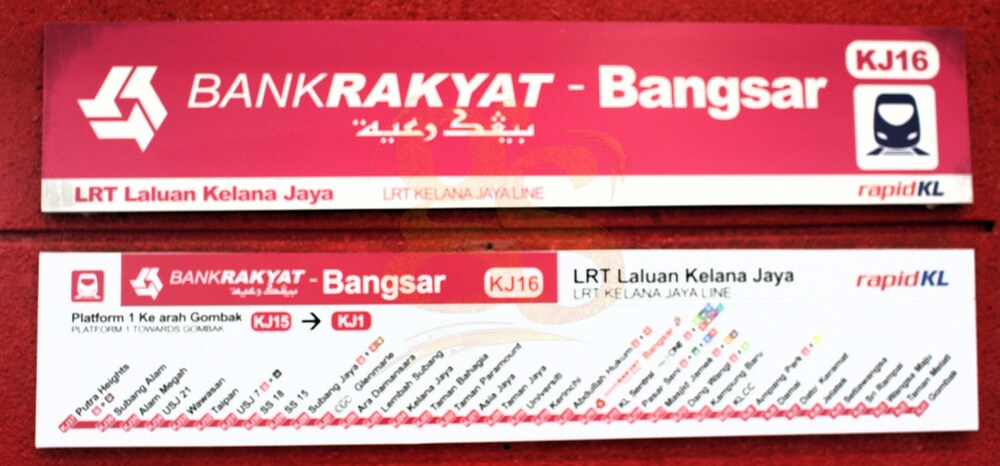 BANKRAKYAT - Bangsar
KJ16
بيڤك رعية
LRT Laluan Kelana Jaya
LRT KELANA JAYA LINE
rapidKL
BANKRAKYAT - Bangsar
بيڤك رعية
KJ16
LRT Laluan Kelana Jaya
LRT KELANA JAYA LINE
rapidKL
Platform 1 Ke arah Gombak
PLATFORM 1 TOWARDS GOMBAK
KJ15 → KJ1
Putra Heights
Subang Alam
Alam Megah
USJ 21
Wawasan
Taipan
USJ 7
SS 18
SS 15
Subang Jaya
CGC
Glenmarie
Ara Damansara
Lembah Subang
Kelana Jaya
Taman Bahagia
Taman Paramount
Asia Jaya
Taman Jaya
Universiti
Kerinchi
Abdullah Hukum
Bangsar
KL Sentral
Pasar Seni
Masjid Jamek
Dang Wangi
Kampung Baru
KLCC
Ampang Park
Damai
Dato' Keramat
Jelatek
Setiawangsa
Sri Rampai
Wangsa Maju
Taman Melati
Gombak